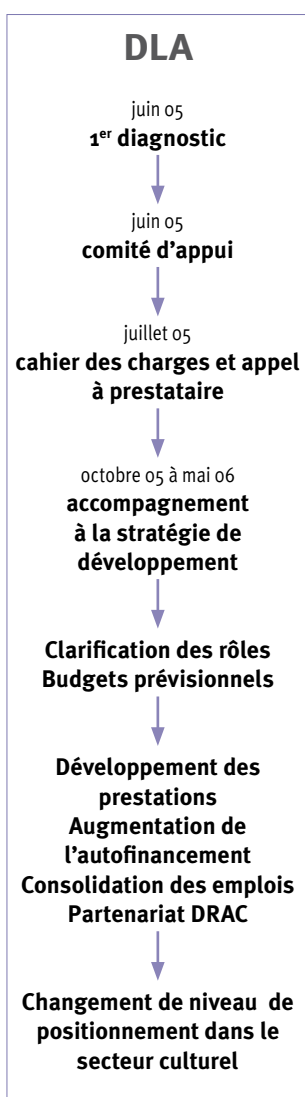 DLA
juin 05
1er diagnostic
juin 05
comité d’appui
juillet 05
cahier des charges et appel
à prestataire
octobre 05 à mai 06
accompagnement
à la stratégie de
développement
Clarification des rôles
Budgets prévisionnels
Développement des
prestations
Augmentation de
l’autofinancement
Consolidation des emplois
Partenariat DRAC
Changement de niveau de
positionnement dans le
secteur culturel